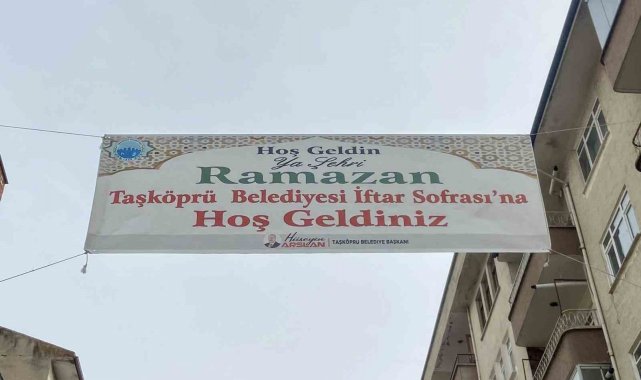 Hoş Geldin
Ya Şehri
Ramazan
Taşköprü Belediyesi İftar Sofrası'na
Hoş Geldiniz
Hüseyin
ARSLAN
TAŞKÖPRÜ BELEDİYE BAŞKANI